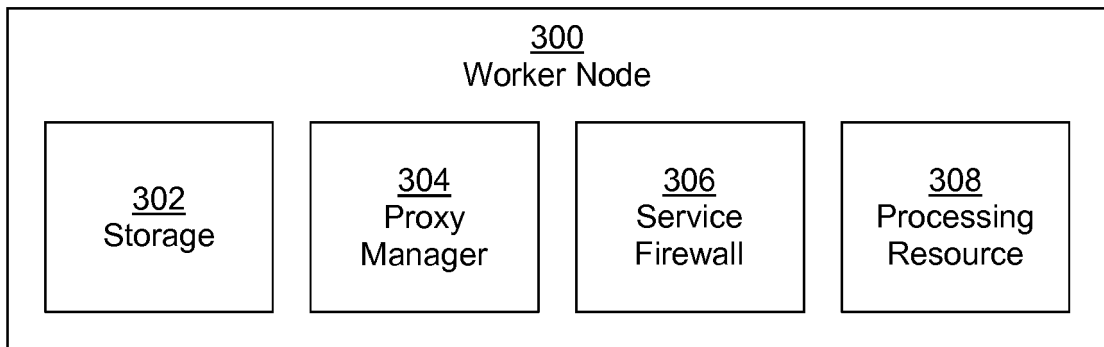 300
Worker Node
302
Storage
304
Proxy
Manager
306
Service
Firewall
308
Processing
Resource